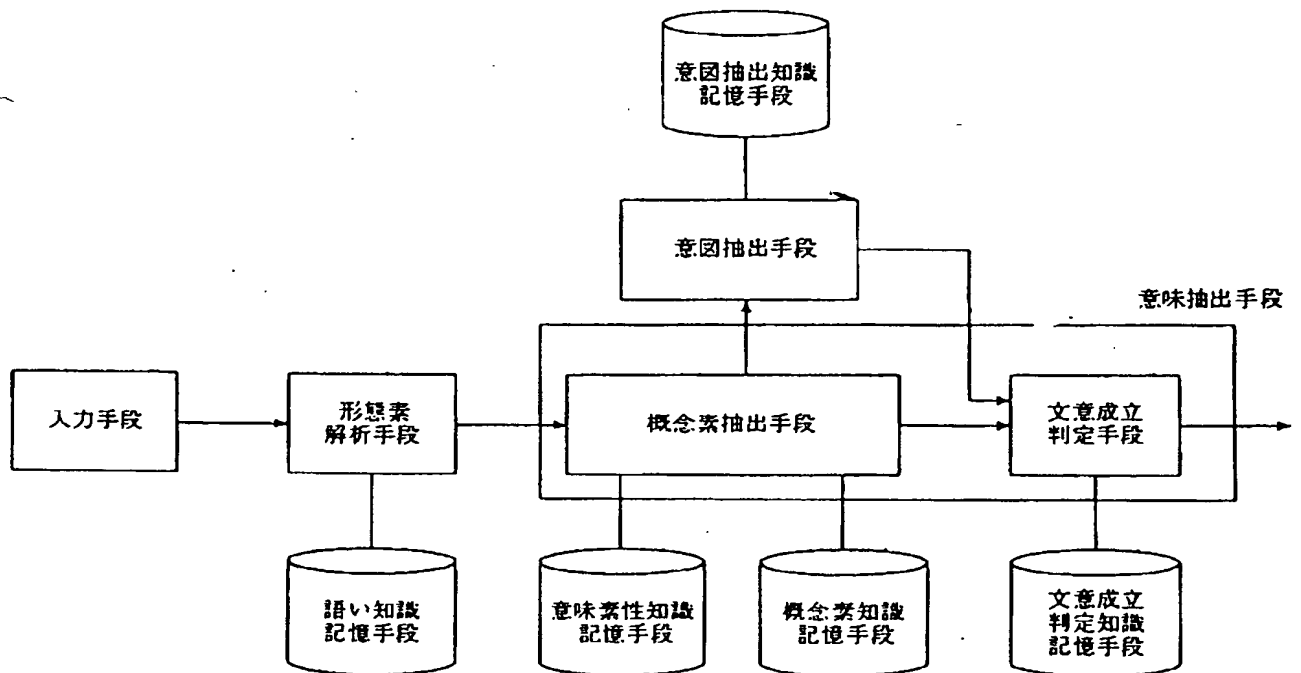 意図抽出知識
記憶手段
意図抽出手段
意味抽出手段
入力手段
形態素
解析手段
概念素抽出手段
文意成立
判定手段
語い知識
記憶手段
意味素性知識
記憶手段
概念素知識
記憶手段
文意成立
判定知識
記憶手段